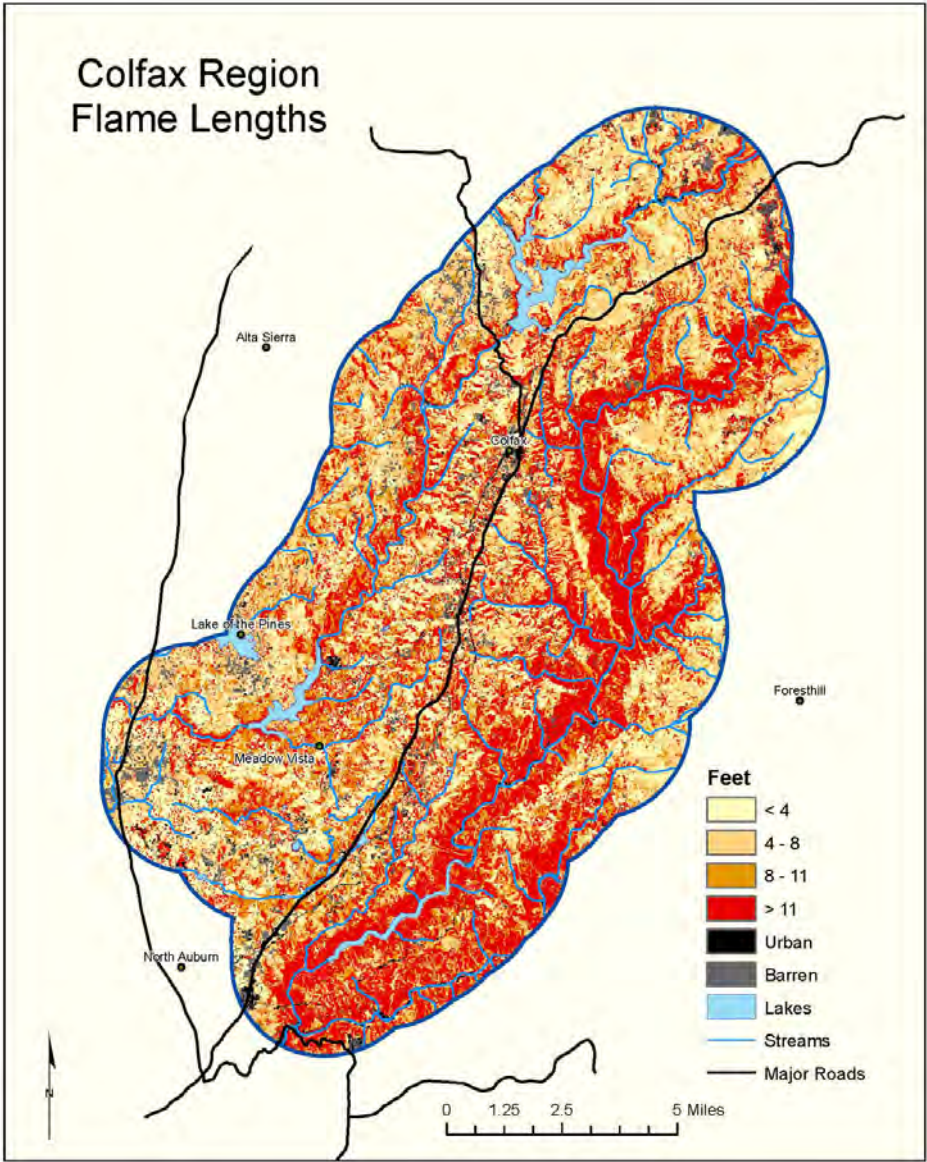 Colfax Region
Flame Lengths
Alta Sierra
Colfax
Lake of the Pines
Foresthill
Meadow Vista
North Auburn
Feet
< 4
4 - 8
8 - 11
> 11
Urban
Barren
Lakes
Streams
Major Roads
N
0 1.25 2.5 5 Miles